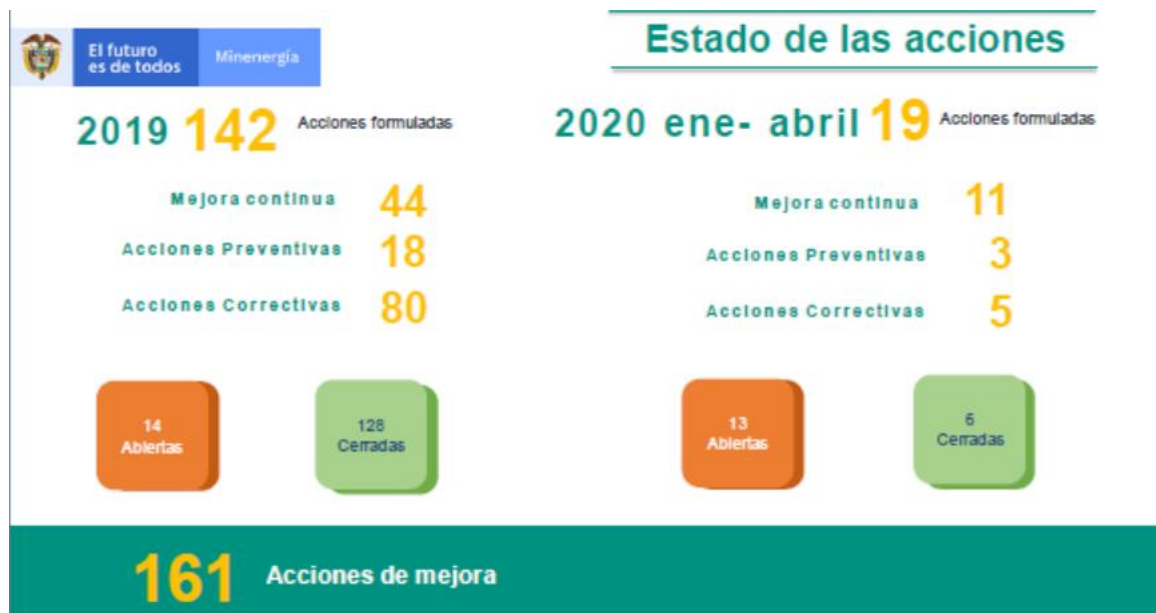 El futuro
es de todos
Minenergía
Estado de las acciones
2019 142 Acciones formuladas
Mejora continua 44
Acciones Preventivas 18
Acciones Correctivas 80
14
Abiertas
128
Cerradas
2020 ene- abril 19 Acciones formuladas
Mejora continua 11
Acciones Preventivas 3
Acciones Correctivas 5
13
Abiertas
6
Cerradas
161 Acciones de mejora